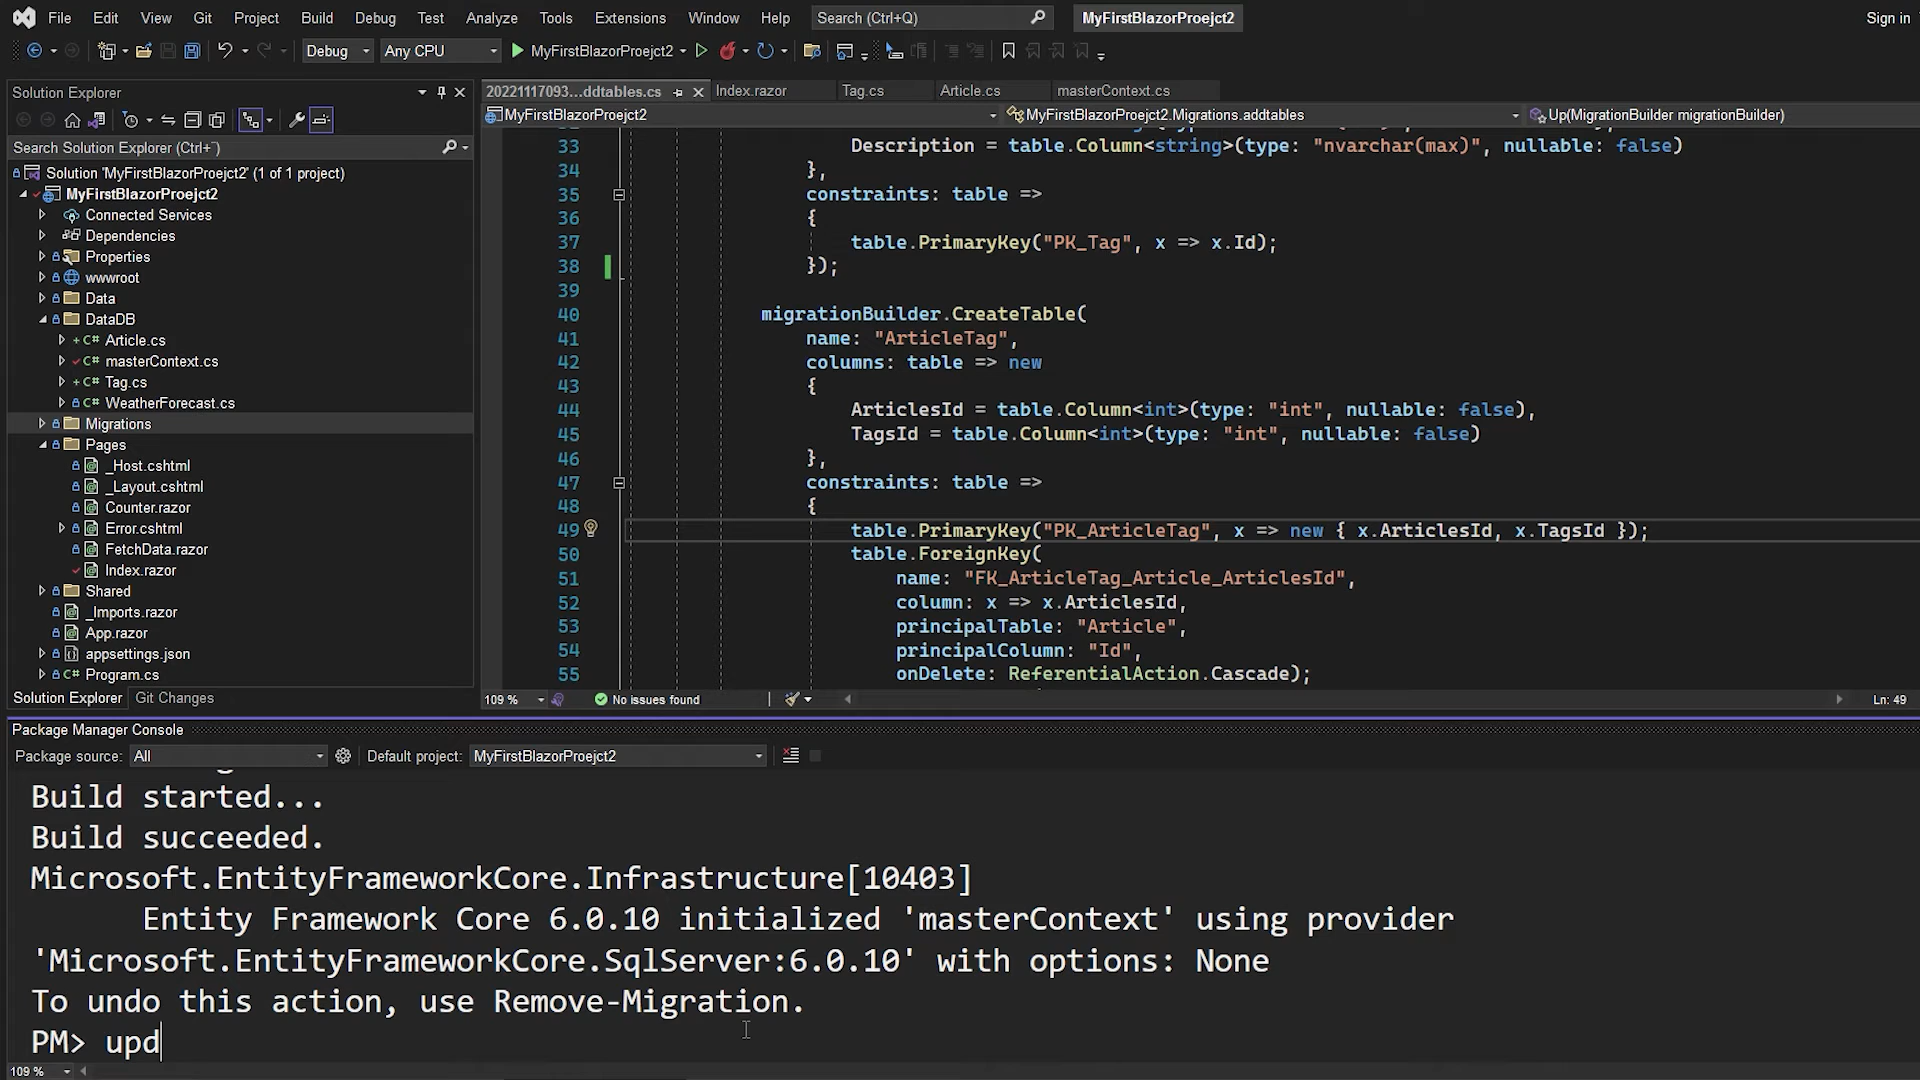 File Edit View Git Project Build Debug Test Analyze Tools Extensions Window Help Search (Ctrl+Q) MyFirstBlazorProejct2 Sign in
Debug Any CPU MyFirstBlazorProejct2
Solution Explorer
Search Solution Explorer (Ctrl+¨)
Solution 'MyFirstBlazorProejct2' (1 of 1 project)
MyFirstBlazorProejct2
Connected Services
Dependencies
Properties
wwwroot
Data
DataDB
Article.cs
masterContext.cs
Tag.cs
WeatherForecast.cs
Migrations
Pages
_Host.cshtml
_Layout.cshtml
Counter.razor
Error.cshtml
FetchData.razor
Index.razor
Shared
_Imports.razor
App.razor
appsettings.json
Program.cs
Solution Explorer Git Changes
20221117093...ddtables.cs Index.razor Tag.cs Article.cs masterContext.cs
MyFirstBlazorProejct2 MyFirstBlazorProejct2.Migrations.addtables Up(MigrationBuilder migrationBuilder)
33 Description = table.Column<string>(type: "nvarchar(max)", nullable: false)
34 },
35 constraints: table =>
36 {
37 table.PrimaryKey("PK_Tag", x => x.Id);
38 });
39
40 migrationBuilder.CreateTable(
41 name: "ArticleTag",
42 columns: table => new
43 {
44 ArticlesId = table.Column<int>(type: "int", nullable: false),
45 TagsId = table.Column<int>(type: "int", nullable: false)
46 },
47 constraints: table =>
48 {
49 table.PrimaryKey("PK_ArticleTag", x => new { x.ArticlesId, x.TagsId });
50 table.ForeignKey(
51 name: "FK_ArticleTag_Article_ArticlesId",
52 column: x => x.ArticlesId,
53 principalTable: "Article",
54 principalColumn: "Id",
55 onDelete: ReferentialAction.Cascade);
109 % No issues found Ln: 49
Package Manager Console
Package source: All Default project: MyFirstBlazorProejct2
Build started...
Build succeeded.
Microsoft.EntityFrameworkCore.Infrastructure[10403]
Entity Framework Core 6.0.10 initialized 'masterContext' using provider
'Microsoft.EntityFrameworkCore.SqlServer:6.0.10' with options: None
To undo this action, use Remove-Migration.
PM> upd
109 %